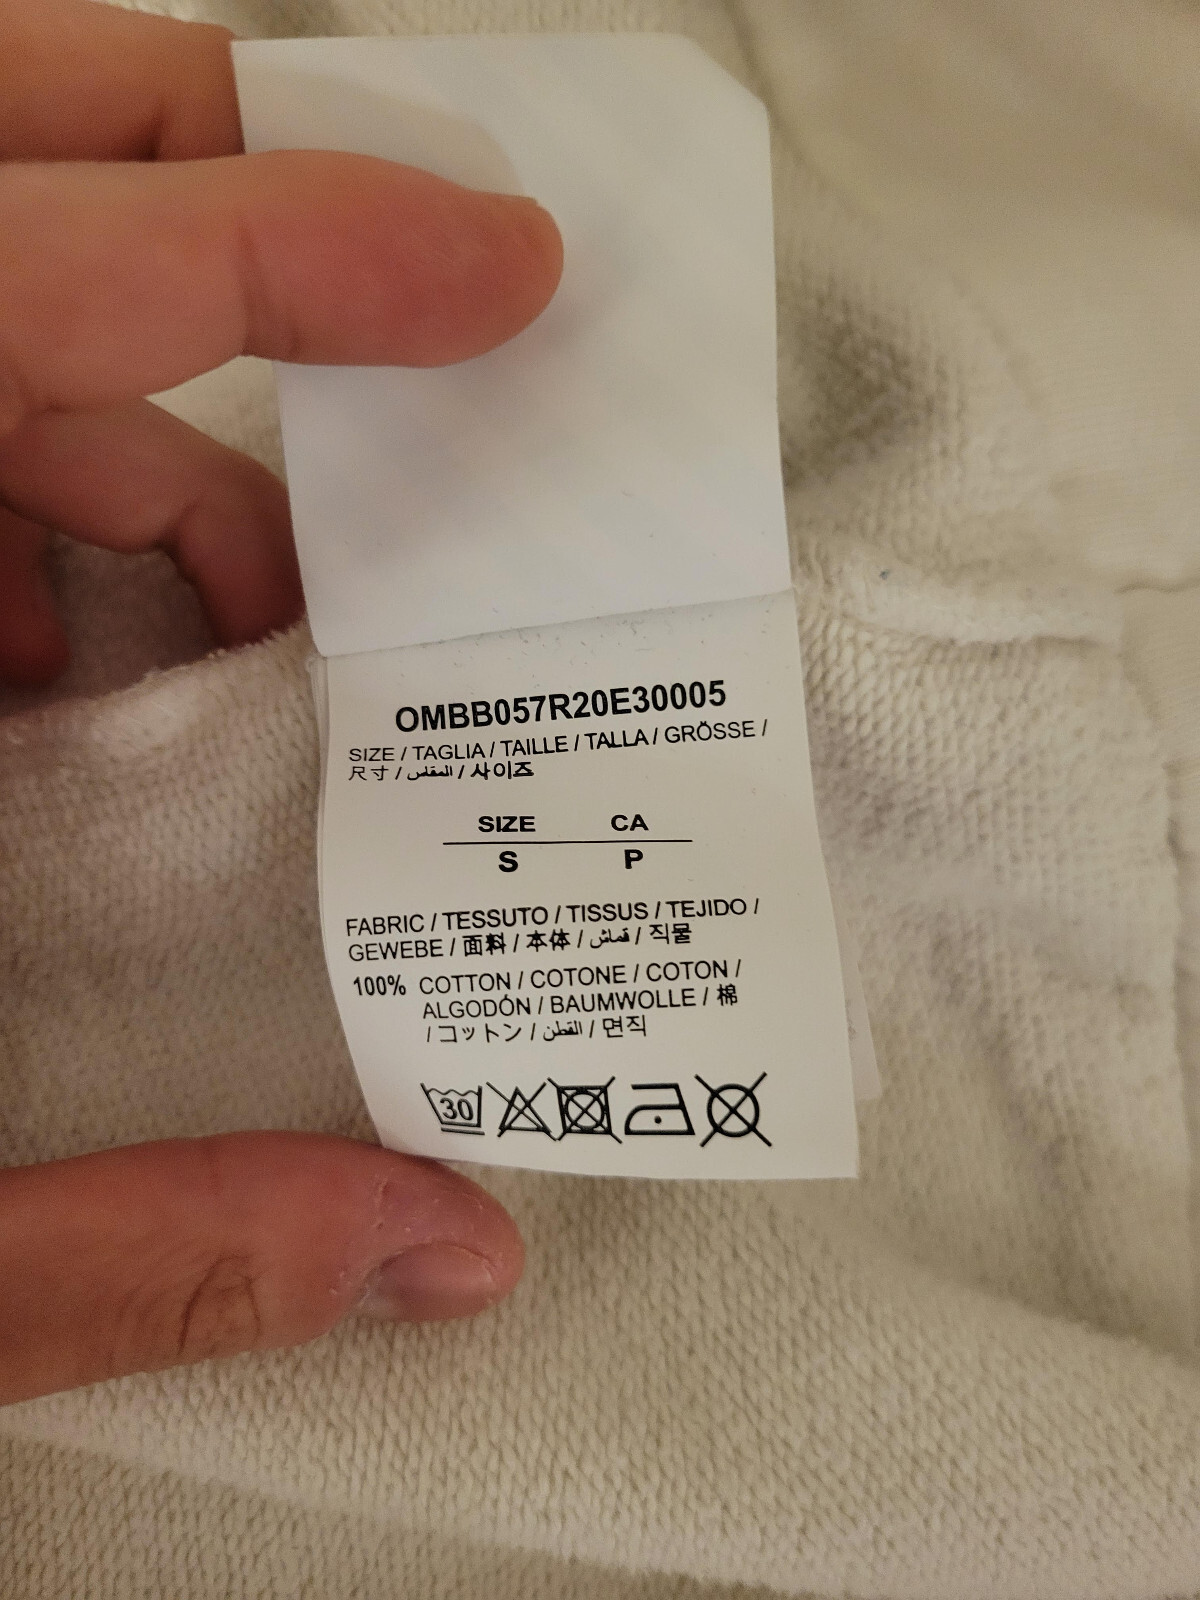 OMBB057R20E30005
SIZE / TAGLIA / TAILLE / TALLA / GRÖSSE /
尺寸 / المقاس / 사이즈
SIZE CA
S P
FABRIC / TESSUTO / TISSUS / TEJIDO /
GEWEBE / 面料 / 本体 / قماش / 직물
100% COTTON / COTONE / COTON /
ALGODÓN / BAUMWOLLE / 棉
/ コットン / القطن / 면직
30